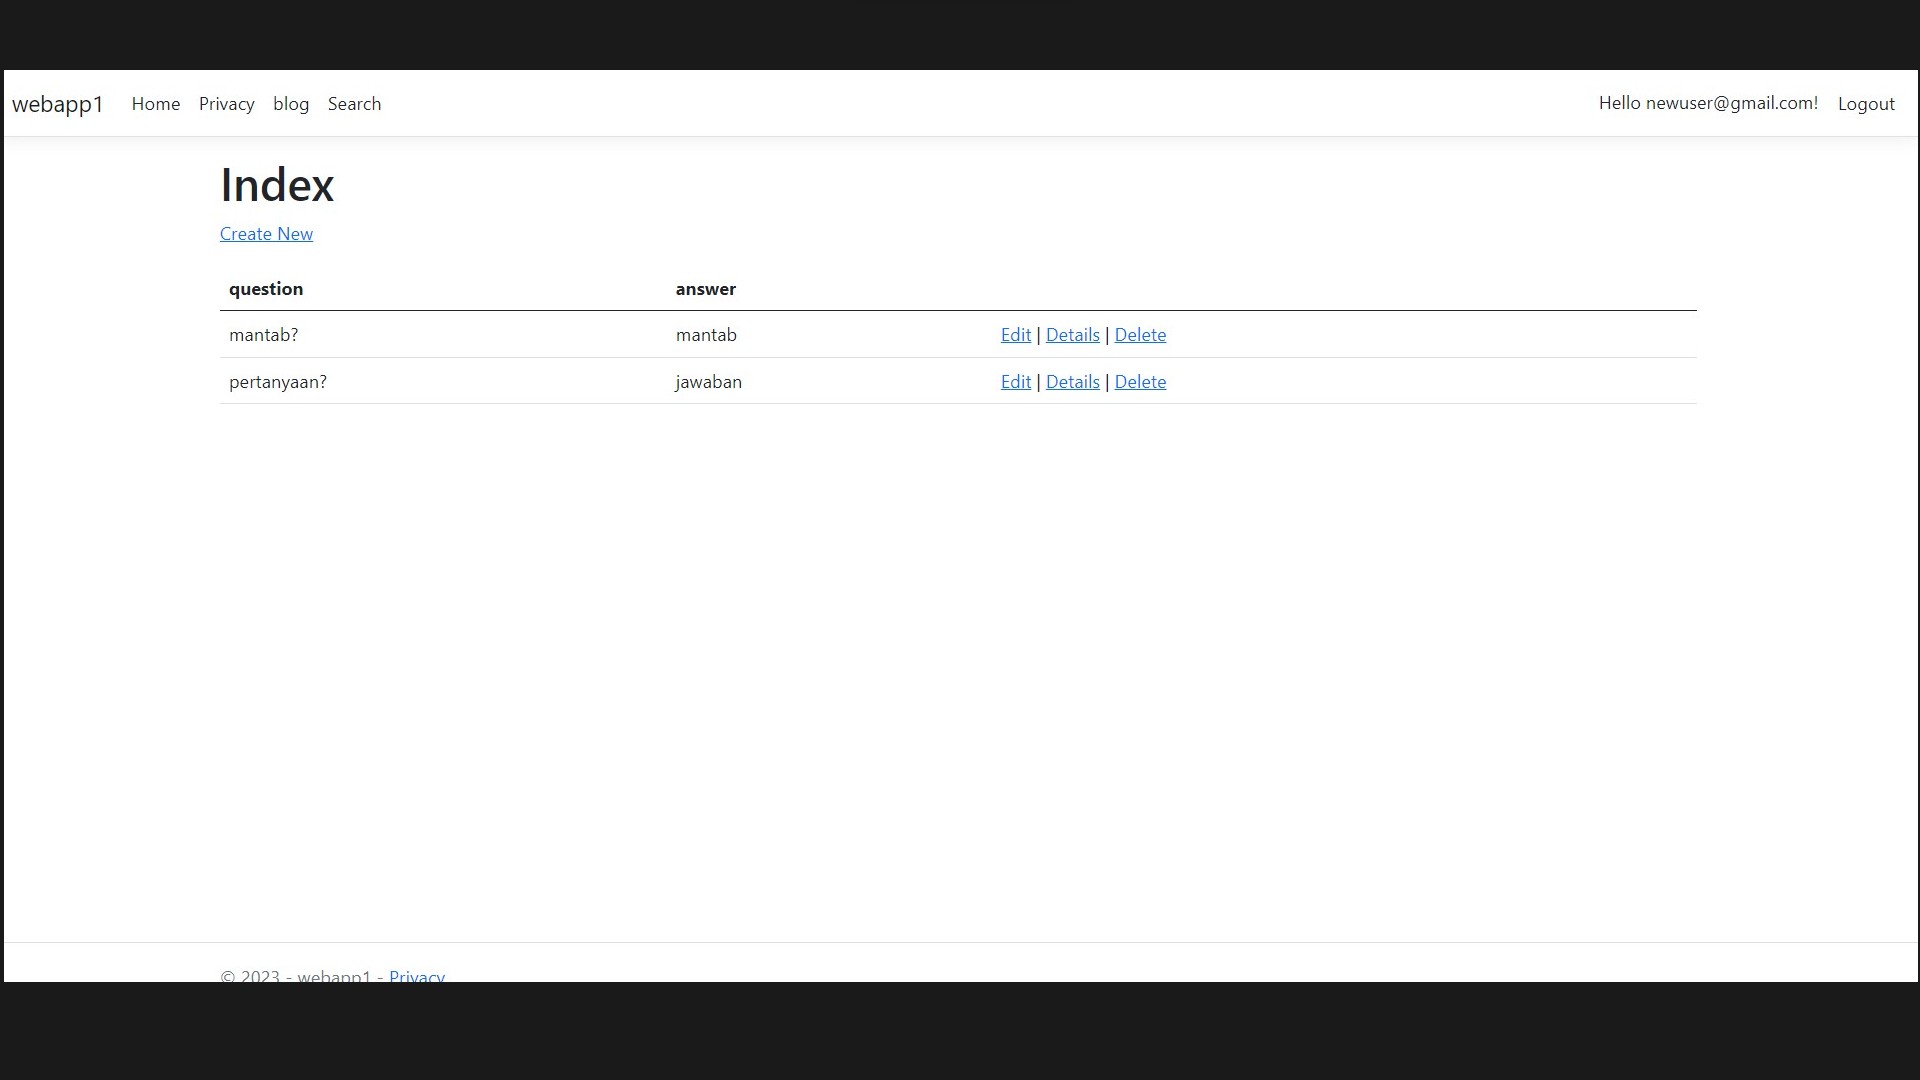 webapp1 Home Privacy blog Search Hello newuser@gmail.com! Logout
Index
Create New
question answer
mantab? mantab Edit | Details | Delete
pertanyaan? jawaban Edit | Details | Delete
© 2023 - webapp1 - Privacy